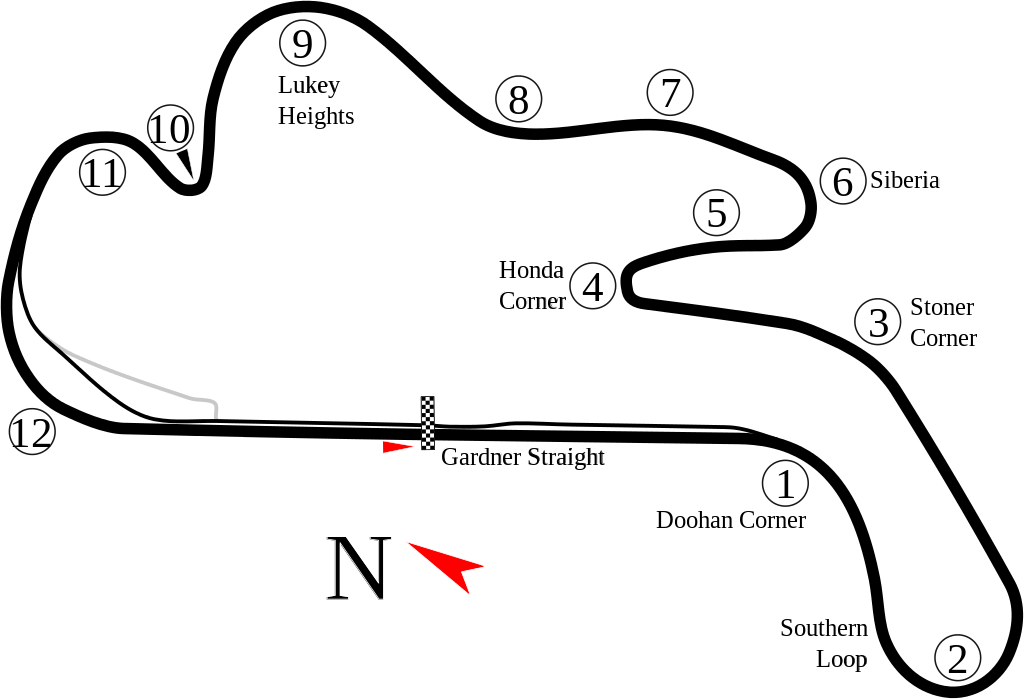 9
Lukey
Heights
8
7
10
11
6
Siberia
5
Honda
Corner
4
3
Stoner
Corner
12
Gardner Straight
1
Doohan Corner
N
Southern
Loop
2